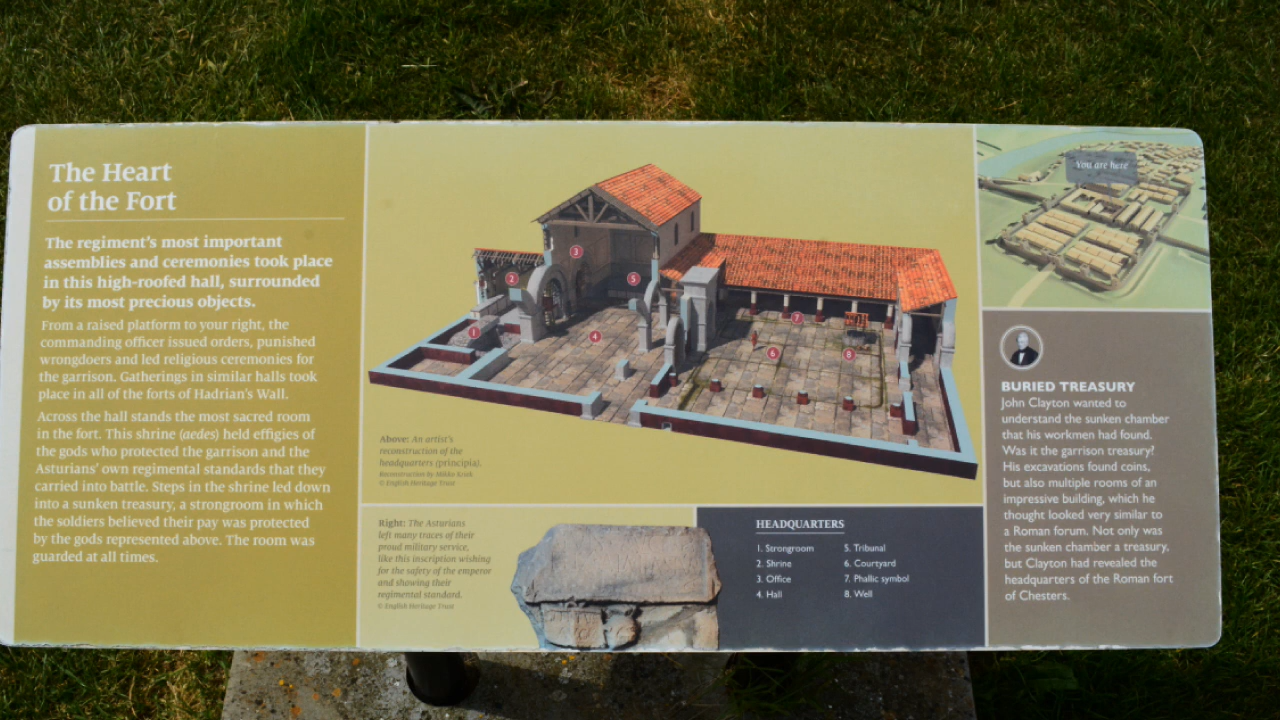 The Heart
of the Fort
The regiment's most important
assemblies and ceremonies took place
in this high-roofed hall, surrounded
by its most precious objects.
From a raised platform to your right, the
commanding officer issued orders, punished
wrongdoers and led religious ceremonies for
the garrison. Gatherings in similar halls took
place in all of the forts of Hadrian's Wall.
Across the hall stands the most sacred room
in the fort. This shrine (aedes) held effigies of
the gods who protected the garrison and the
Asturians' own regimental standards that they
carried into battle. Steps in the shrine led down
into a sunken treasury, a strongroom in which
the soldiers believed their pay was protected
by the gods represented above. The room was
guarded at all times.
3
2
5
1
4
7
6
8
Above: An artist's
reconstruction of the
headquarters (principia).
Reconstruction by Mikko Kriek
© English Heritage Trust
Right: The Asturians
left many traces of their
proud military service,
like this inscription wishing
for the safety of the emperor
and showing their
regimental standard.
© English Heritage Trust
HEADQUARTERS
1. Strongroom
2. Shrine
3. Office
4. Hall
5. Tribunal
6. Courtyard
7. Phallic symbol
8. Well
You are here
BURIED TREASURY
John Clayton wanted to
understand the sunken chamber
that his workmen had found.
Was it the garrison treasury?
His excavations found coins,
but also multiple rooms of an
impressive building, which he
thought looked very similar to
a Roman forum. Not only was
the sunken chamber a treasury,
but Clayton had revealed the
headquarters of the Roman fort
of Chesters.